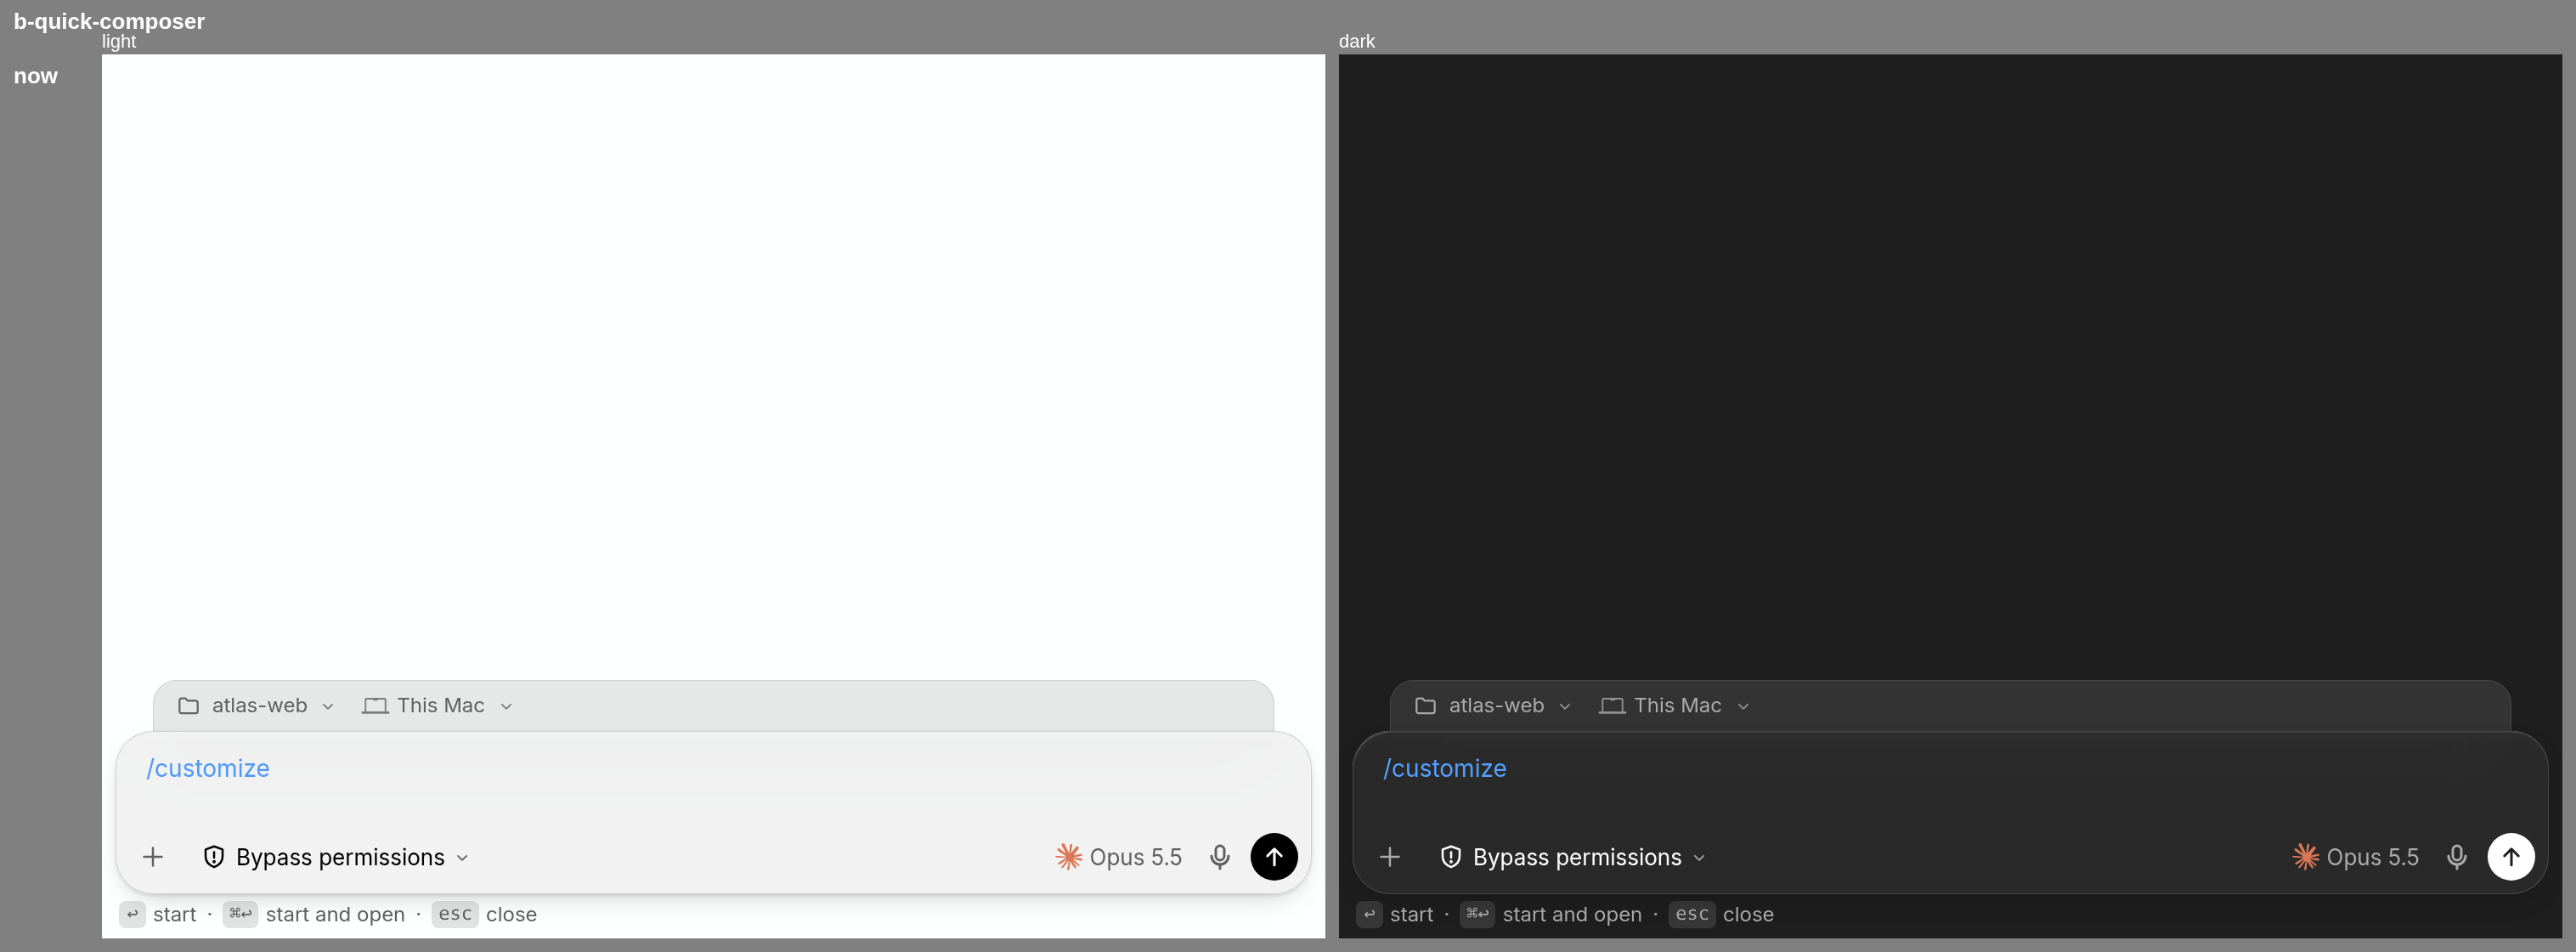 b-quick-composer
light
dark
now
atlas-web This Mac
/customize
Bypass permissions Opus 5.5
↩ start · ⌘↩ start and open · esc close
atlas-web This Mac
/customize
Bypass permissions Opus 5.5
↩ start · ⌘↩ start and open · esc close